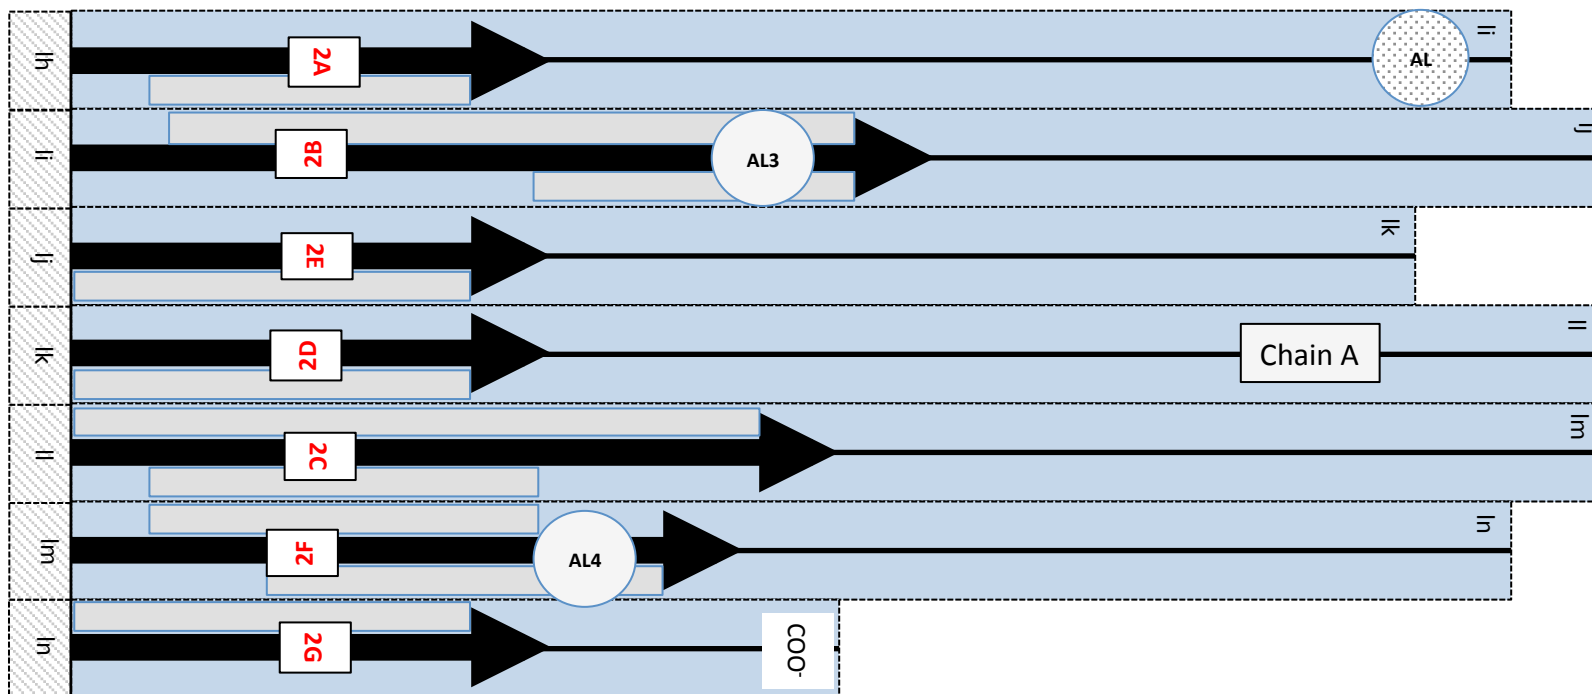 Ih
2A
AL
Ii
Ii
2B
AL3
Ij
Ij
2E
Ik
Ik
2D
Chain A
Il
Il
2C
Im
Im
2F
AL4
In
In
2G
COO-